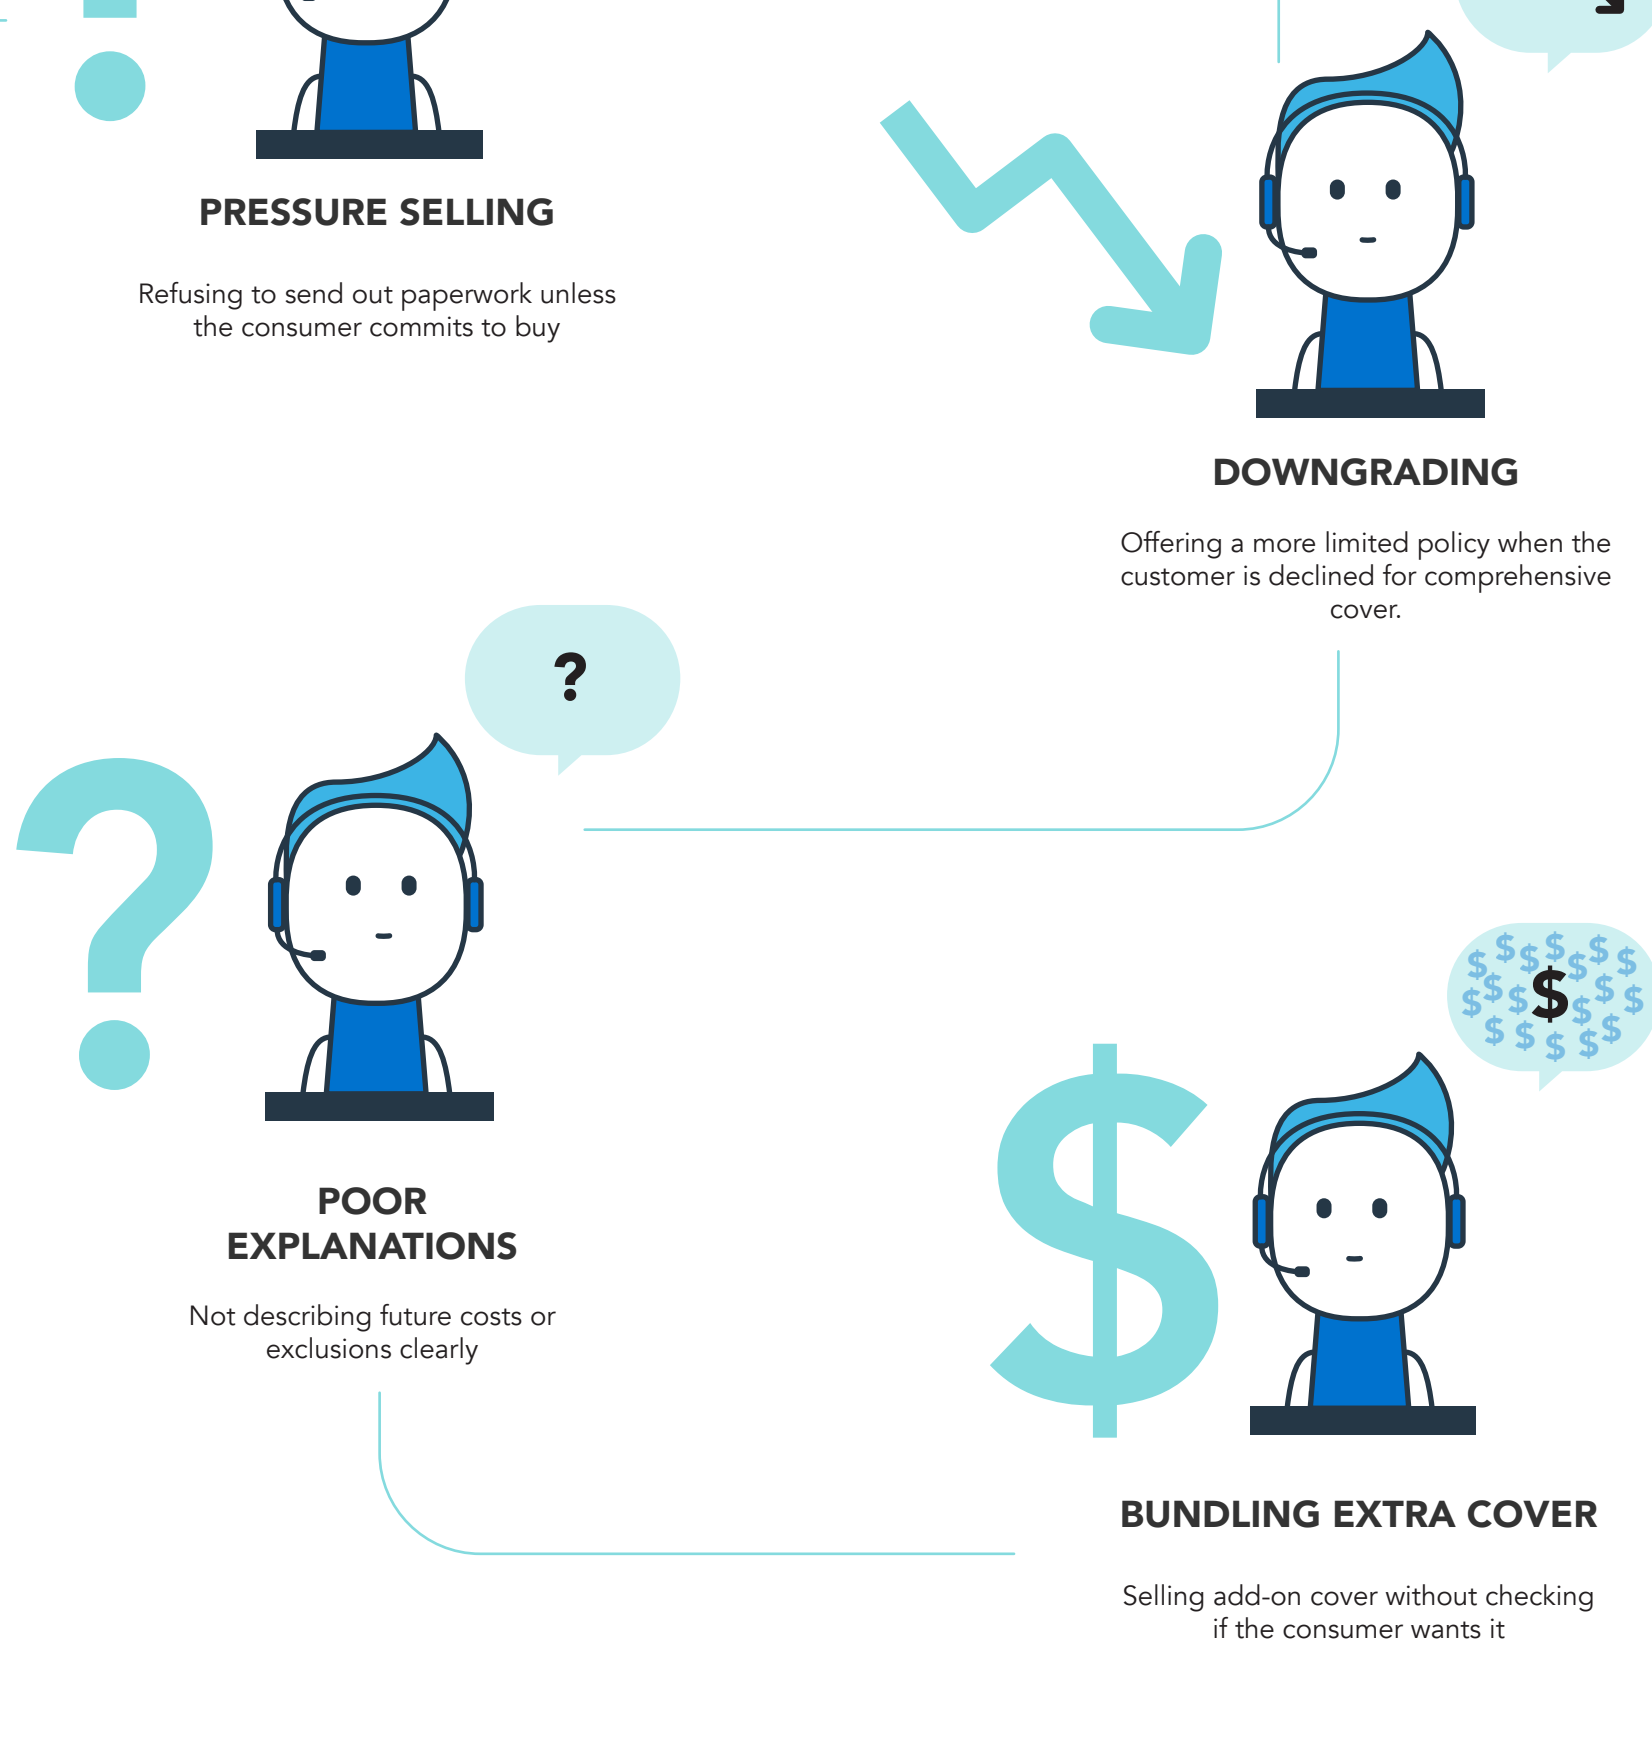 PRESSURE SELLING
Refusing to send out paperwork unless
the consumer commits to buy
DOWNGRADING
Offering a more limited policy when the
customer is declined for comprehensive
cover.
?
?
POOR
EXPLANATIONS
Not describing future costs or
exclusions clearly
$ $ $ $ $ $ $ $ $ $ $ $ $ $ $ $ $ $ $ $
$
BUNDLING EXTRA COVER
Selling add-on cover without checking
if the consumer wants it